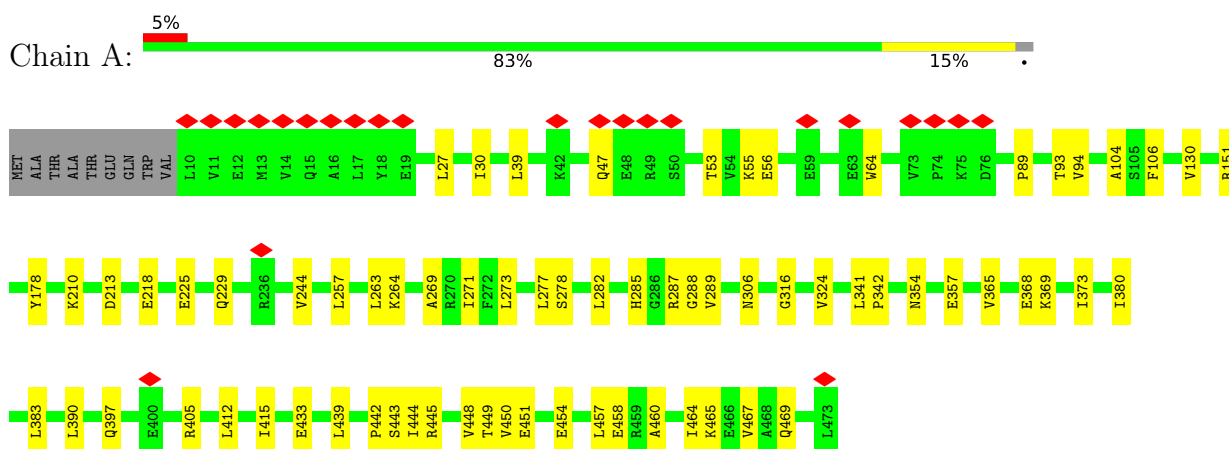 5%
Chain A:
83% 15% •
MET ALA THR THR ALA THR GLU GLN TRP VAL L10 V11 E12 M13 V14 Q15 A16 L17 Y18 E19 L27 I30 L39 K42 Q47 E48 R49 S50 T53 V54 K55 E56 E59 E63 W64 V73 P74 K75 D76 P89 T93 V94 A104 S105 F106 V130 R151
Y178 K210 D213 E218 E225 Q229 R236 V244 L257 L263 K264 A269 R270 I271 F272 L273 L277 S278 L282 H285 G286 R287 G288 V289 N306 G316 V324 L341 P342 N354 E357 V365 E368 K369 I373 I380
L383 L390 Q397 E400 R405 L412 I415 E433 L439 P442 S443 I444 R445 V448 T449 V450 E451 E454 L457 E458 R459 A460 I464 K465 E466 V467 A468 Q469 L473